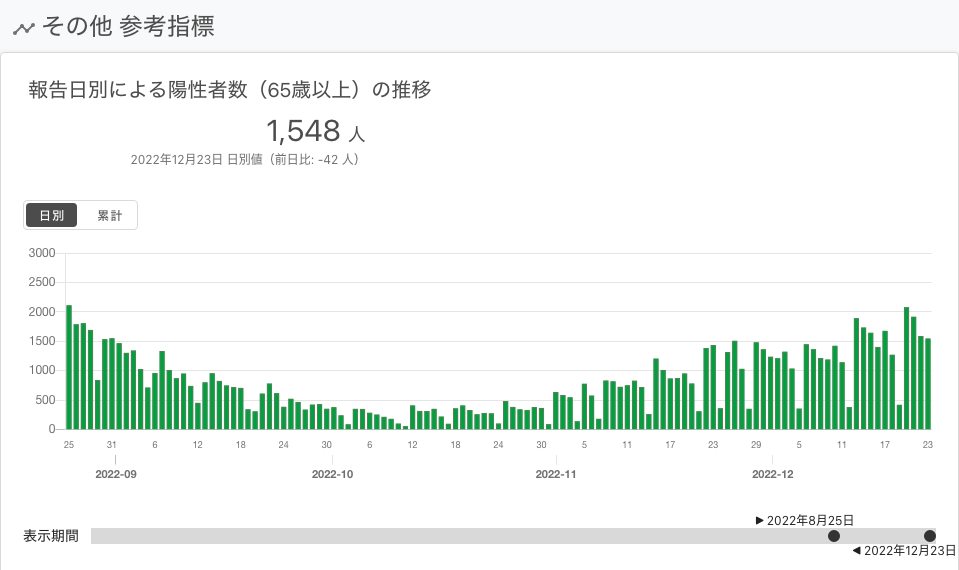 その他 参考指標
報告日別による陽性者数（65歳以上）の推移
1,548 人
2022年12月23日 日別値（前日比: -42 人）
日別 累計
3000
2500
2000
1500
1000
500
0
25 31 6 12 18 24 30 6 12 18 24 30 5 11 17 23 29 5 11 17 23
2022-09 2022-10 2022-11 2022-12
▶ 2022年8月25日
表示期間
◀ 2022年12月23日